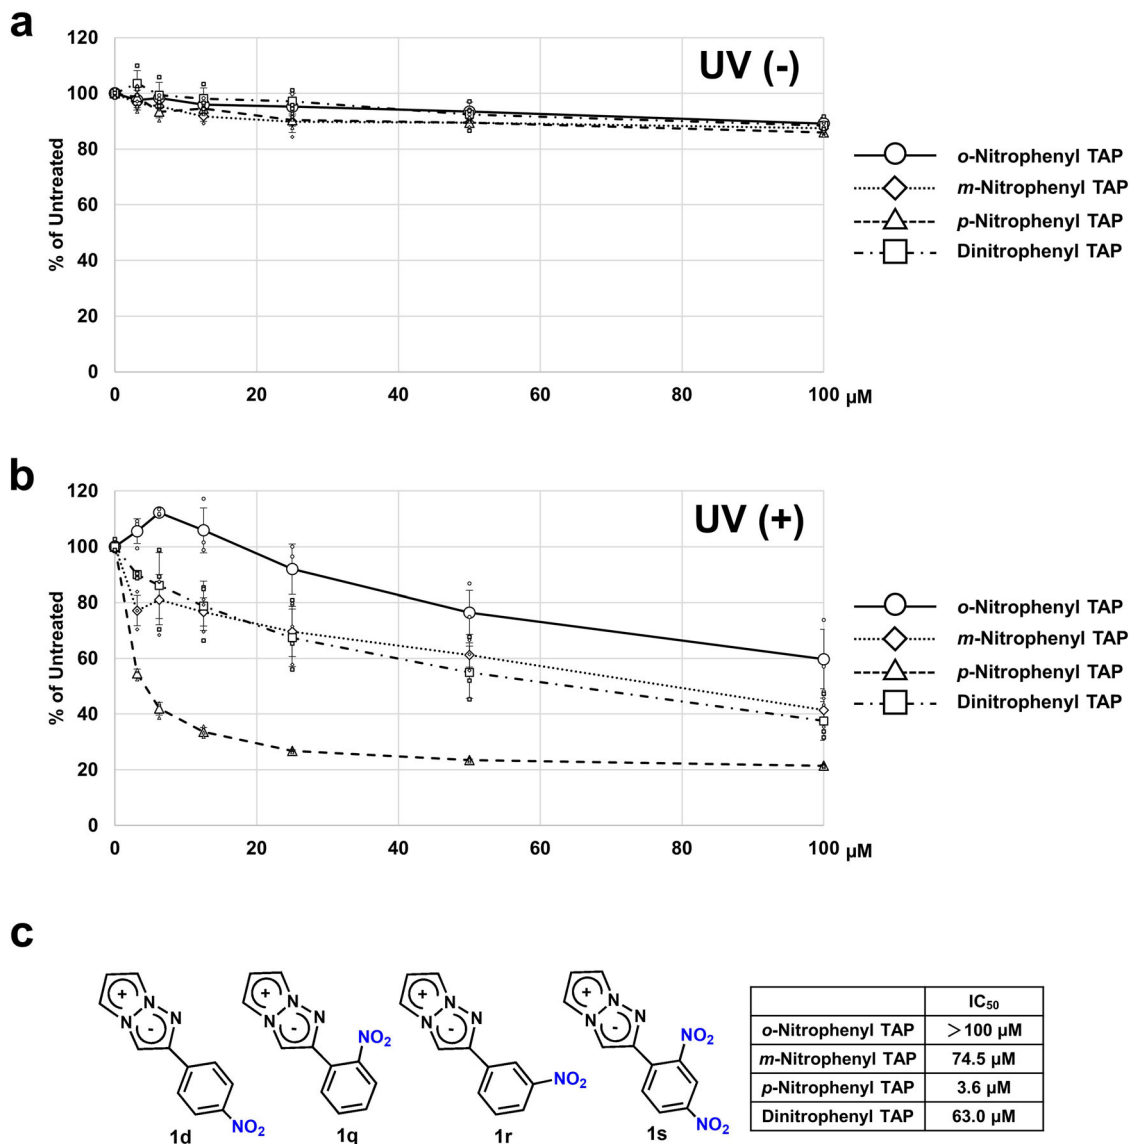 a
120
100
80
60
40
20
0
% of Untreated
UV (-)
0 20 40 60 80 100 µM
o-Nitrophenyl TAP
m-Nitrophenyl TAP
p-Nitrophenyl TAP
Dinitrophenyl TAP
b
120
100
80
60
40
20
0
% of Untreated
UV (+)
0 20 40 60 80 100 µM
o-Nitrophenyl TAP
m-Nitrophenyl TAP
p-Nitrophenyl TAP
Dinitrophenyl TAP
c
+ N N N - NO₂
1d
+ N N N - NO₂
1q
+ N N N - NO₂
1r
+ N N N - NO₂ NO₂
1s
IC₅₀
o-Nitrophenyl TAP >100 µM
m-Nitrophenyl TAP 74.5 µM
p-Nitrophenyl TAP 3.6 µM
Dinitrophenyl TAP 63.0 µM